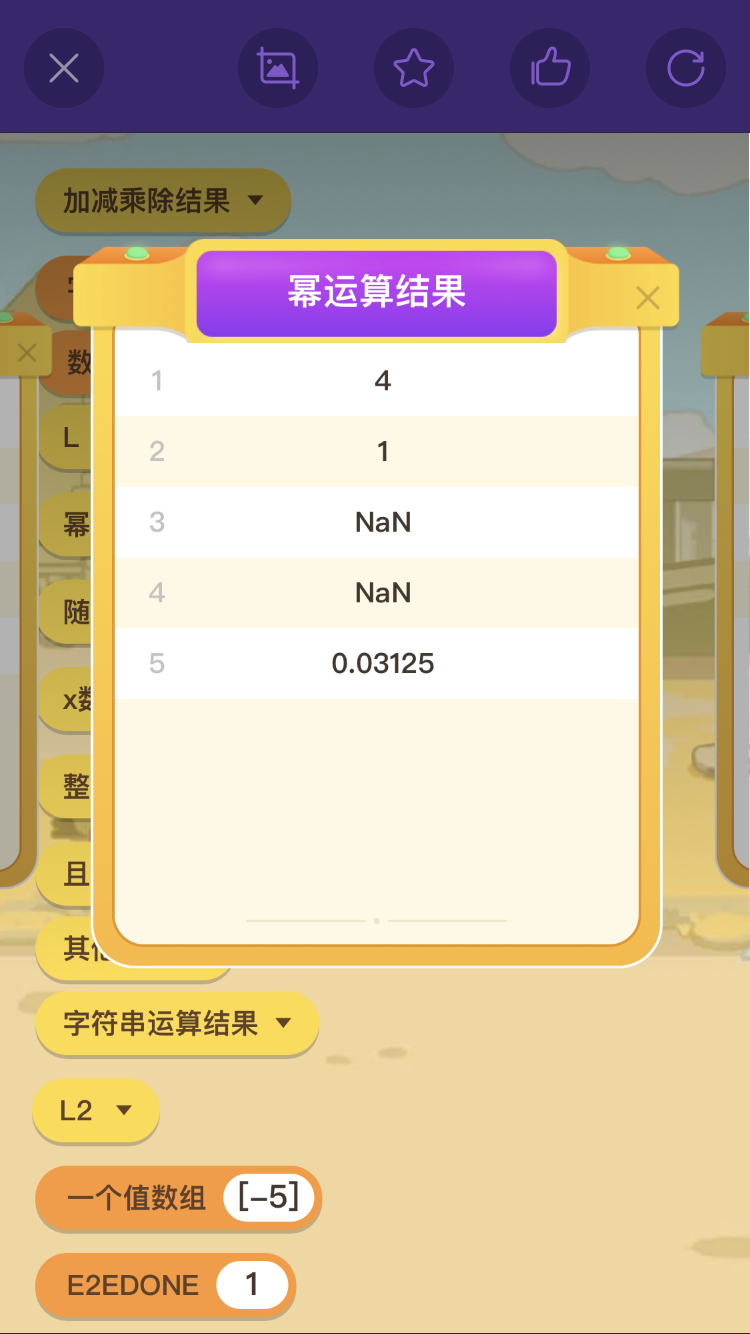 加减乘除结果
幂运算结果
数
L
幂
随
x数
整
且
其他
1 4
2 1
3 NaN
4 NaN
5 0.03125
字符串运算结果
L2
一个值数组 [-5]
E2EDONE 1